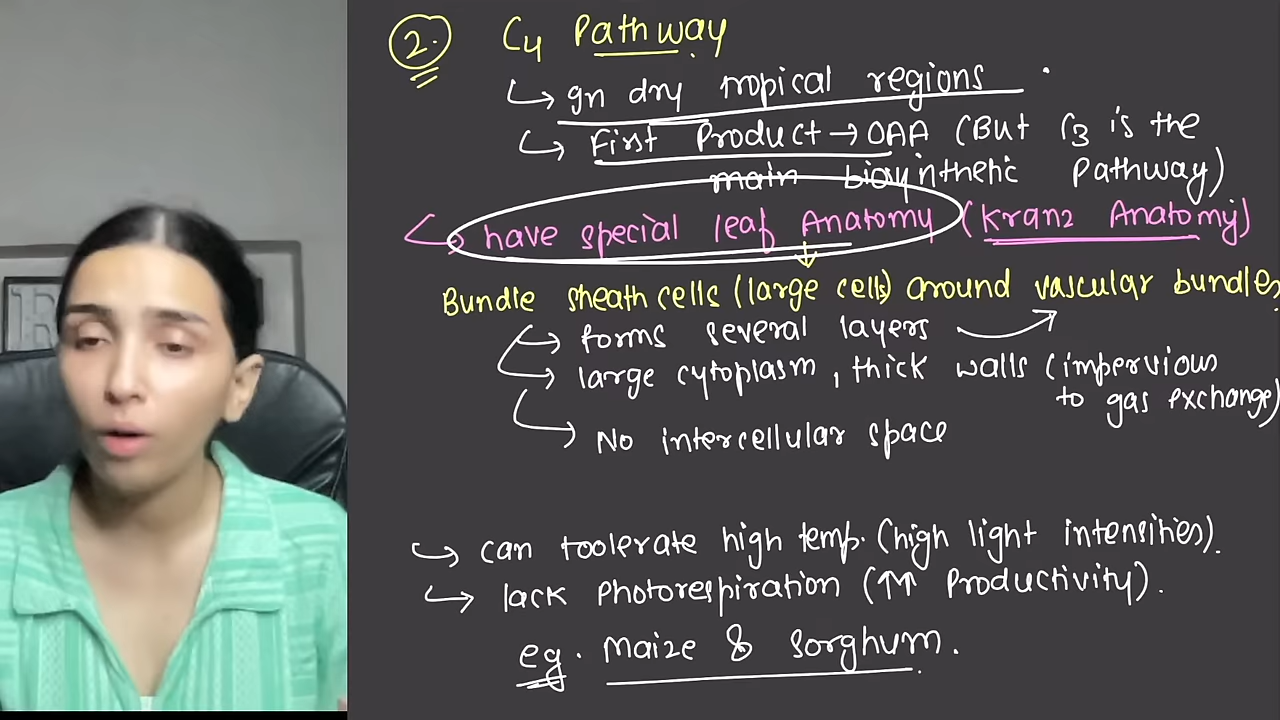 2. C4 Pathway
↳ In dry tropical regions
↳ First Product → OAA (But C3 is the
main biosynthetic Pathway)
↳ have special leaf Anatomy (Kranz Anatomy)
Bundle sheath cells (large cells) around vascular bundles.
↳ forms several layers
↳ large cytoplasm, thick walls (impervious
to gas exchange)
↳ No intercellular space
↳ can toolerate high temp. (high light intensities).
↳ lack Photorespiration (↑↑ Productivity).
eg. Maize & Sorghum.